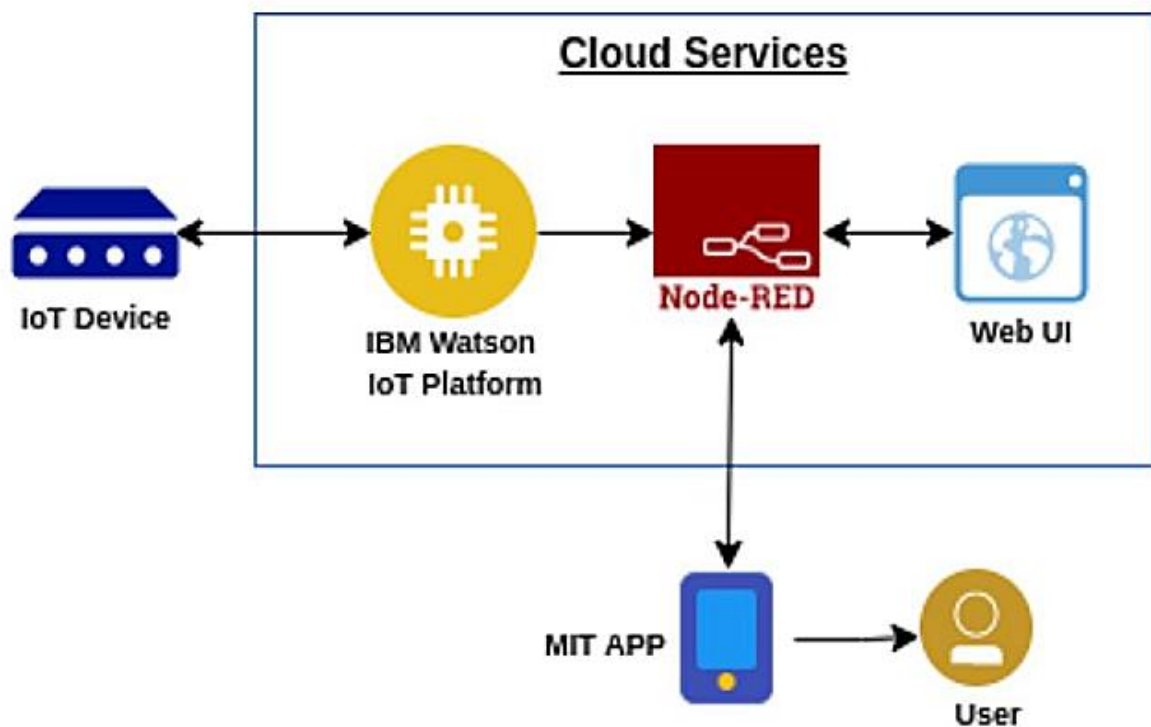 Cloud Services
IoT Device
IBM Watson
IoT Platform
Node-RED
Web UI
MIT APP
User